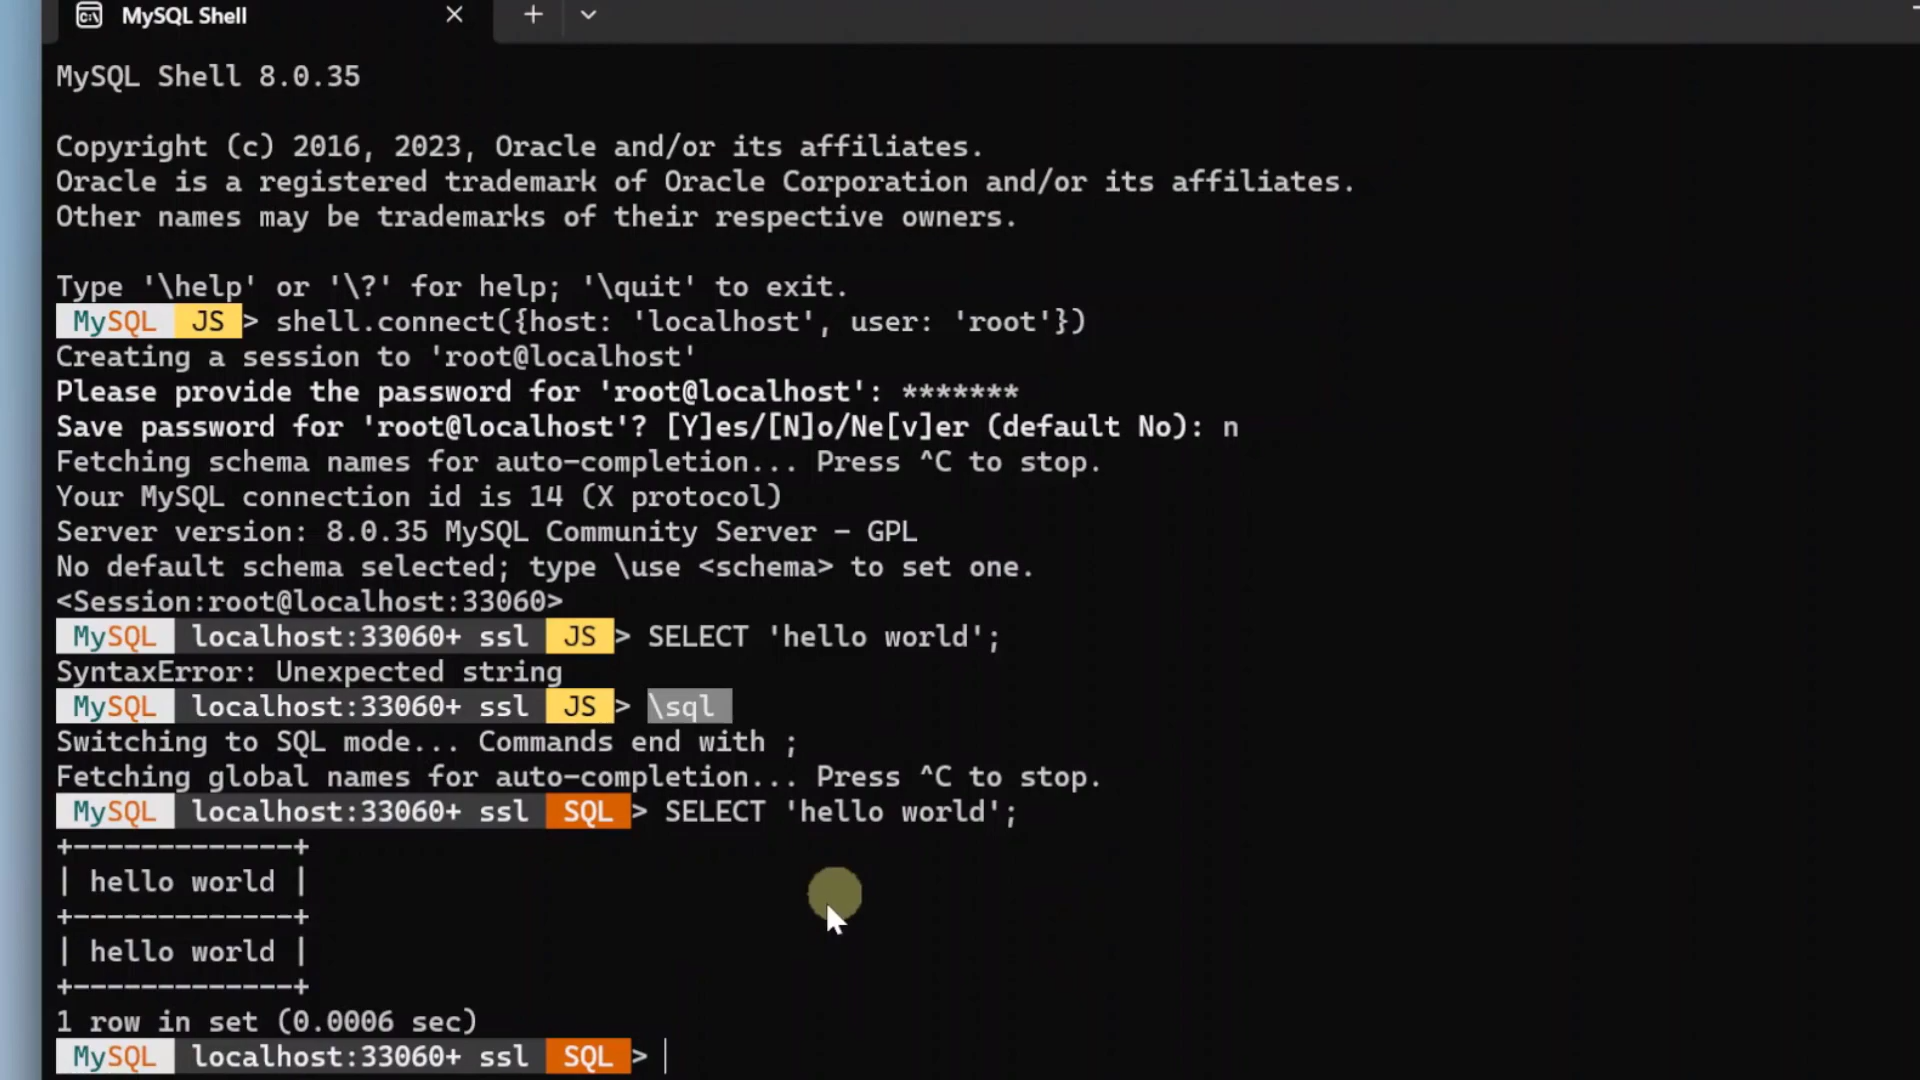 MySQL Shell
MySQL Shell 8.0.35
Copyright (c) 2016, 2023, Oracle and/or its affiliates.
Oracle is a registered trademark of Oracle Corporation and/or its affiliates.
Other names may be trademarks of their respective owners.
Type '\help' or '\?' for help; '\quit' to exit.
MySQL JS > shell.connect({host: 'localhost', user: 'root'})
Creating a session to 'root@localhost'
Please provide the password for 'root@localhost': *******
Save password for 'root@localhost'? [Y]es/[N]o/Ne[v]er (default No): n
Fetching schema names for auto-completion... Press ^C to stop.
Your MySQL connection id is 14 (X protocol)
Server version: 8.0.35 MySQL Community Server - GPL
No default schema selected; type \use <schema> to set one.
<Session:root@localhost:33060>
MySQL localhost:33060+ ssl JS > SELECT 'hello world';
SyntaxError: Unexpected string
MySQL localhost:33060+ ssl JS > \sql
Switching to SQL mode... Commands end with ;
Fetching global names for auto-completion... Press ^C to stop.
MySQL localhost:33060+ ssl SQL > SELECT 'hello world';
+-------------+
| hello world |
+-------------+
| hello world |
+-------------+
1 row in set (0.0006 sec)
MySQL localhost:33060+ ssl SQL >